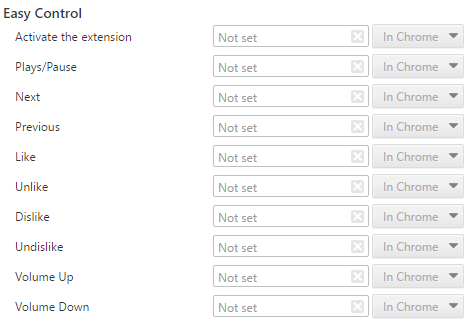 Easy Control
Activate the extension Not set In Chrome
Plays/Pause Not set In Chrome
Next Not set In Chrome
Previous Not set In Chrome
Like Not set In Chrome
Unlike Not set In Chrome
Dislike Not set In Chrome
Undislike Not set In Chrome
Volume Up Not set In Chrome
Volume Down Not set In Chrome